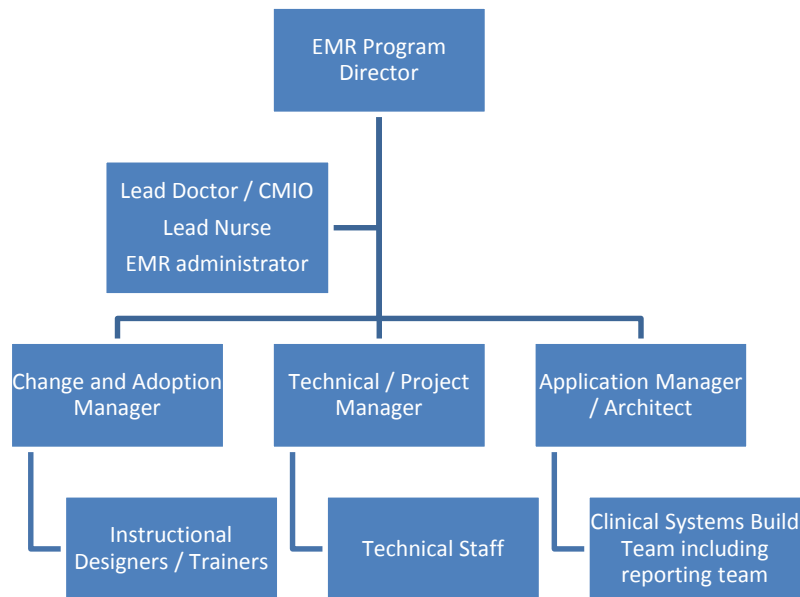 EMR Program
Director
Lead Doctor / CMIO
Lead Nurse
EMR administrator
Change and Adoption
Manager
Technical / Project
Manager
Application Manager
/ Architect
Instructional
Designers / Trainers
Technical Staff
Clinical Systems Build
Team including
reporting team